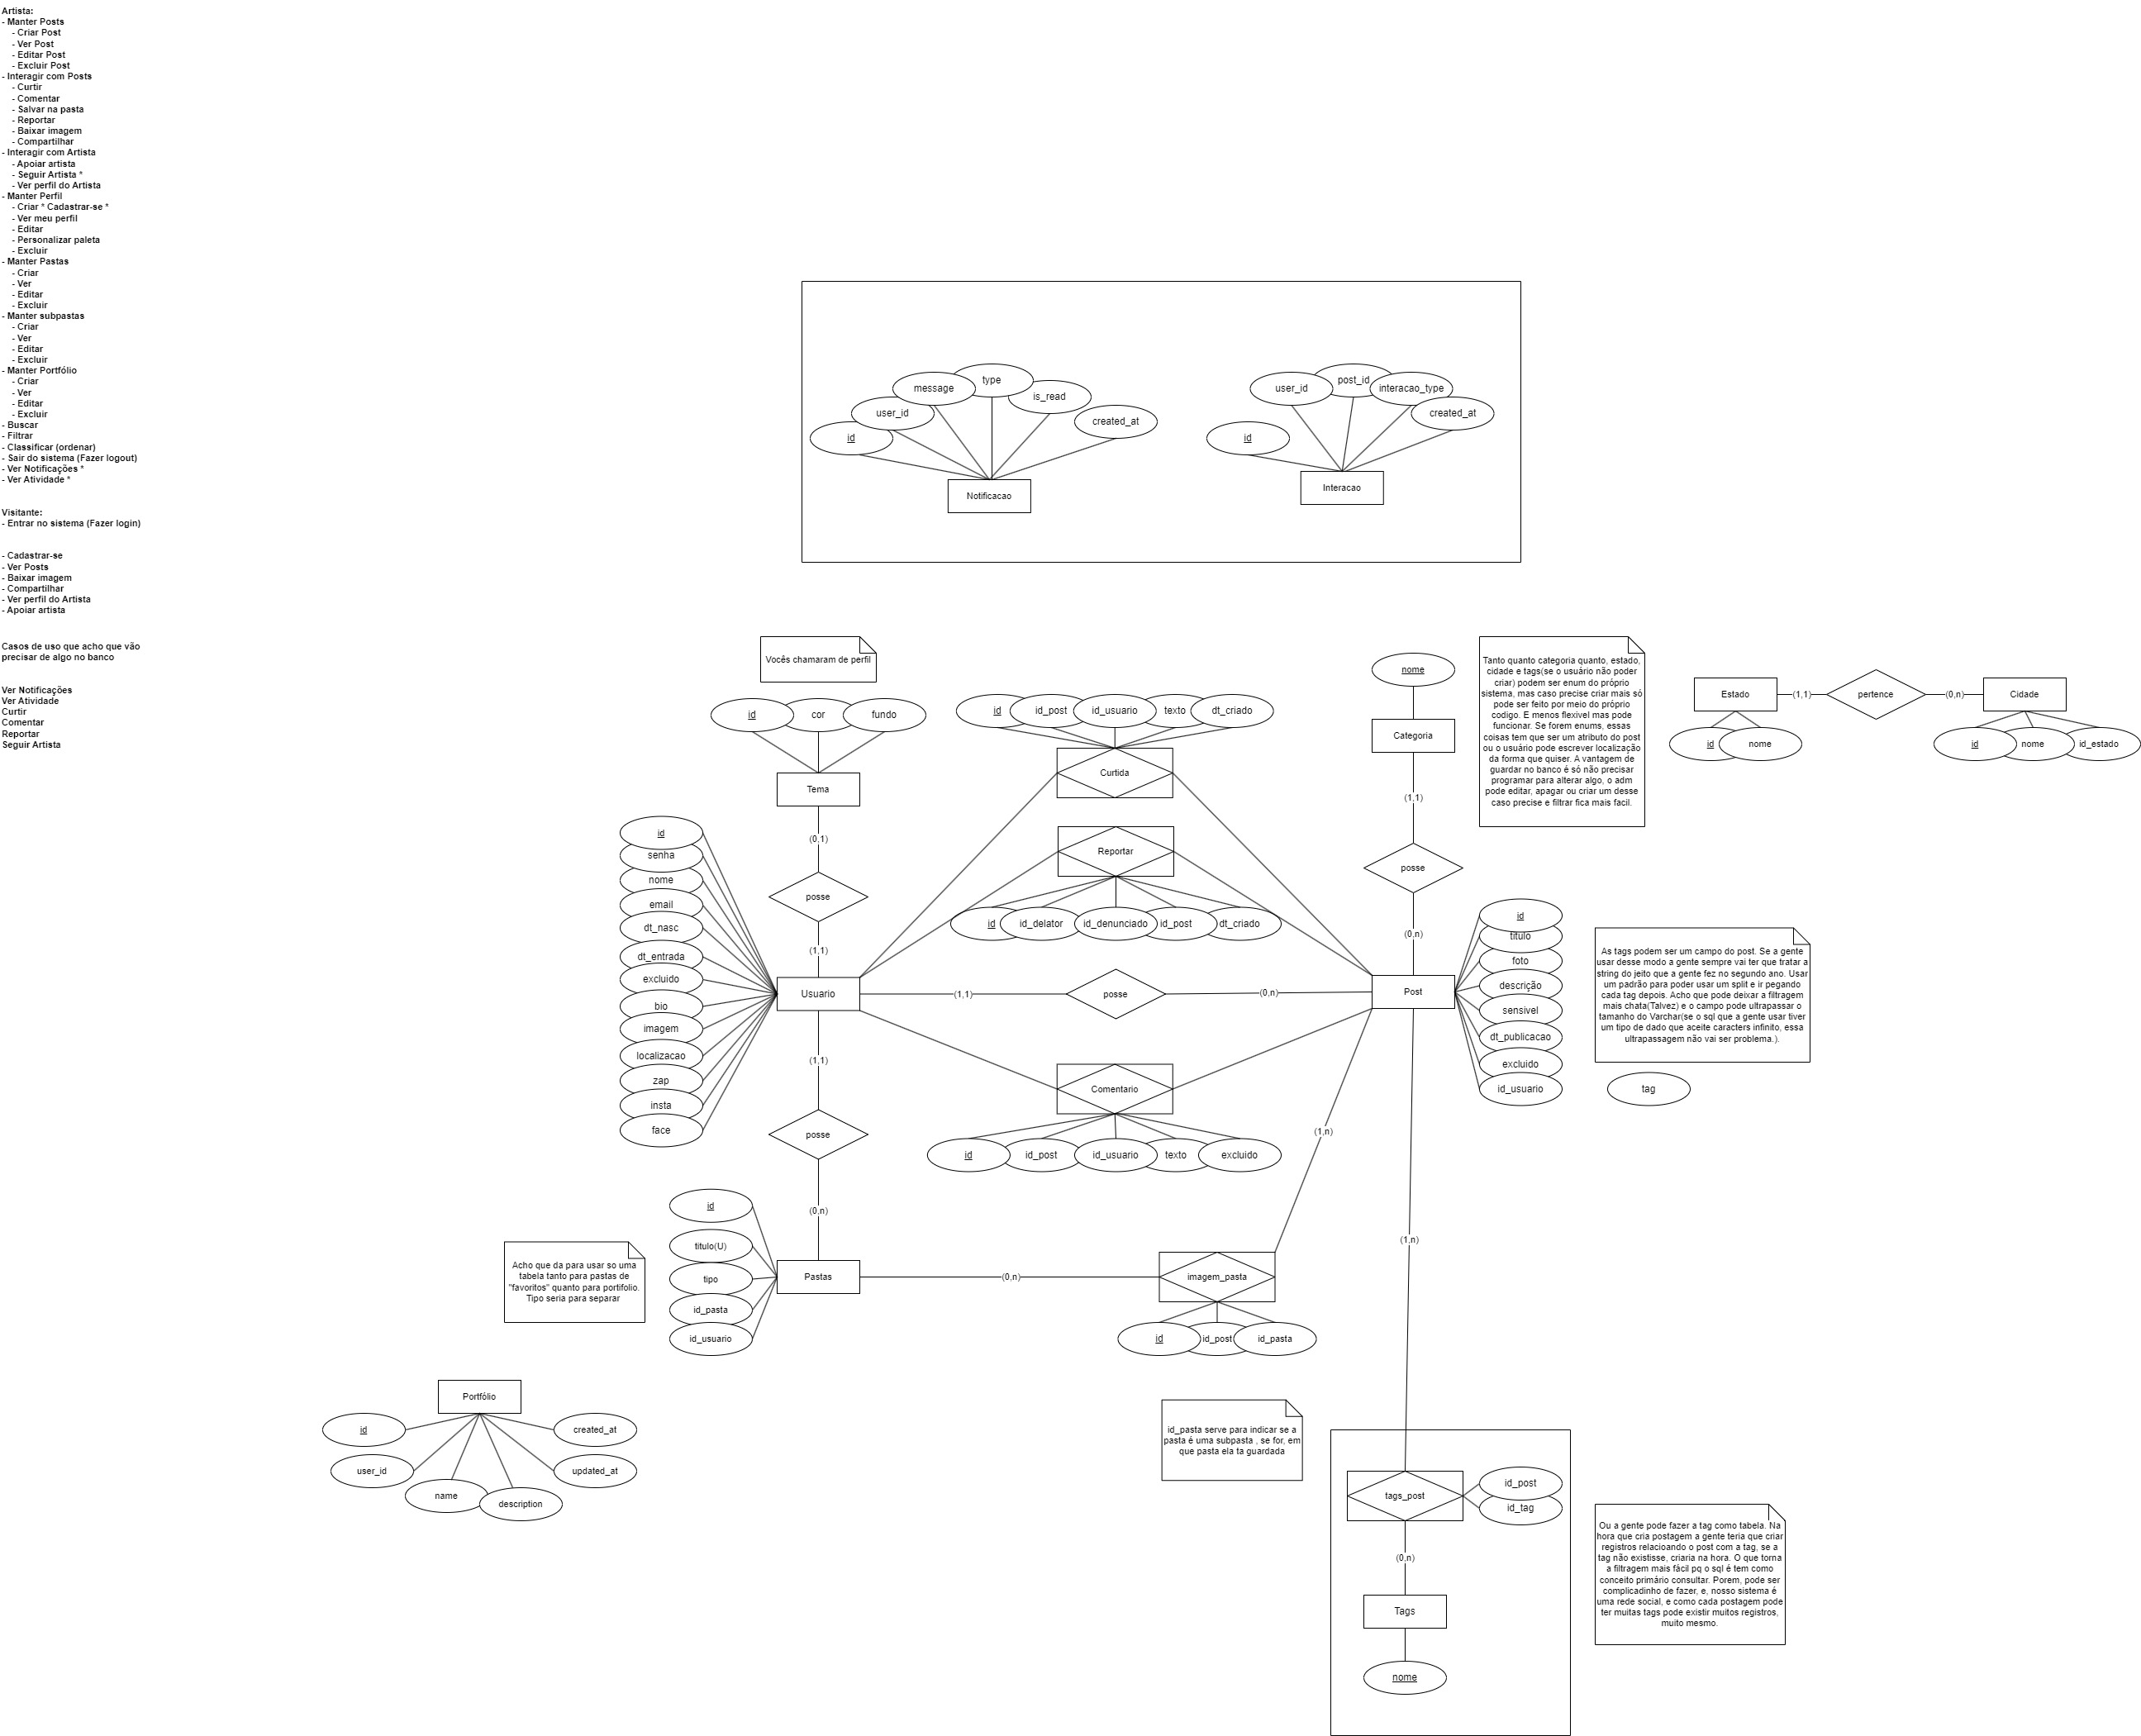 Artista:
- Manter Posts
- Criar Post
- Ver Post
- Editar Post
- Excluir Post
- Interagir com Posts
- Curtir
- Comentar
- Salvar na pasta
- Reportar
- Baixar imagem
- Compartilhar
- Interagir com Artista
- Apoiar artista
- Seguir Artista *
- Ver perfil do Artista
- Manter Perfil
- Criar * Cadastrar-se *
- Ver meu perfil
- Editar
- Personalizar paleta
- Excluir
- Manter Pastas
- Criar
- Ver
- Editar
- Excluir
- Manter subpastas
- Criar
- Ver
- Editar
- Excluir
- Manter Portfólio
- Criar
- Ver
- Editar
- Excluir
- Buscar
- Filtrar
- Classificar (ordenar)
- Sair do sistema (Fazer logout)
- Ver Notificações *
- Ver Atividade *
Visitante:
- Entrar no sistema (Fazer login)
- Cadastrar-se
- Ver Posts
- Baixar imagem
- Compartilhar
- Ver perfil do Artista
- Apoiar artista
Casos de uso que acho que vão
precisar de algo no banco
Ver Notificações
Ver Atividade
Curtir
Comentar
Reportar
Seguir Artista
id
user_id
message
type
is_read
created_at
Notificacao
id
user_id
post_id
interacao_type
created_at
Interacao
Vocês chamaram de perfil
id
cor
fundo
Tema
(0,1)
posse
(1,1)
id
senha
nome
email
dt_nasc
dt_entrada
excluido
bio
imagem
localizacao
zap
insta
face
Usuario
id
id_post
id_usuario
texto
dt_criado
Curtida
Reportar
id
id_delator
id_denunciado
id_post
dt_criado
(1,1)
posse
(0,n)
Comentario
id
id_post
id_usuario
texto
excluido
nome
Categoria
(1,1)
posse
(0,n)
Post
id
titulo
foto
descrição
sensivel
dt_publicacao
excluido
id_usuario
Tanto quanto categoria quanto, estado,
cidade e tags(se o usuário não poder
criar) podem ser enum do próprio
sistema, mas caso precise criar mais só
pode ser feito por meio do próprio
codigo. E menos flexivel mas pode
funcionar. Se forem enums, essas
coisas tem que ser um atributo do post
ou o usuário pode escrever localização
da forma que quiser. A vantagem de
guardar no banco é só não precisar
programar para alterar algo, o adm
pode editar, apagar ou criar um desse
caso precise e filtrar fica mais facil.
Estado
(1,1)
pertence
(0,n)
Cidade
id
nome
id
nome
id_estado
As tags podem ser um campo do post. Se a gente
usar desse modo a gente sempre vai ter que tratar a
string do jeito que a gente fez no segundo ano. Usar
um padrão para poder usar um split e ir pegando
cada tag depois. Acho que pode deixar a filtragem
mais chata(Talvez) e o campo pode ultrapassar o
tamanho do Varchar(se o sql que a gente usar tiver
um tipo de dado que aceite caracters infinito, essa
ultrapassagem não vai ser problema.).
tag
(1,1)
posse
(0,n)
id
titulo(U)
tipo
id_pasta
id_usuario
Pastas
Acho que da para usar so uma
tabela tanto para pastas de
"favoritos" quanto para portifolio.
Tipo seria para separar
(0,n)
imagem_pasta
(1,n)
id
id_post
id_pasta
id_pasta serve para indicar se a
pasta é uma subpasta , se for, em
que pasta ela ta guardada
Portfólio
id
user_id
name
description
updated_at
created_at
(1,n)
tags_post
id_post
id_tag
(0,n)
Tags
nome
Ou a gente pode fazer a tag como tabela. Na
hora que cria postagem a gente teria que criar
registros relacioando o post com a tag, se a
tag não existisse, criaria na hora. O que torna
a filtragem mais fácil pq o sql é tem como
conceito primário consultar. Porem, pode ser
complicadinho de fazer, e, nosso sistema é
uma rede social, e como cada postagem pode
ter muitas tags pode existir muitos registros,
muito mesmo.